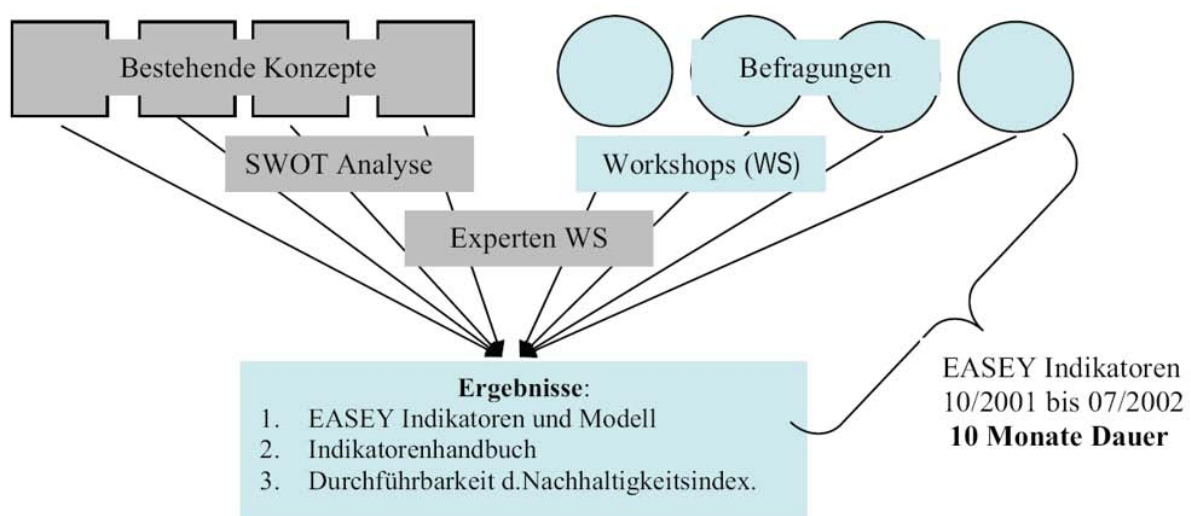 Bestehende Konzepte
Befragungen
SWOT Analyse
Workshops (WS)
Experten WS
Ergebnisse:
1. EASEY Indikatoren und Modell
2. Indikatorenhandbuch
3. Durchführbarkeit d.Nachhaltigkeitsindex.
EASEY Indikatoren
10/2001 bis 07/2002
10 Monate Dauer